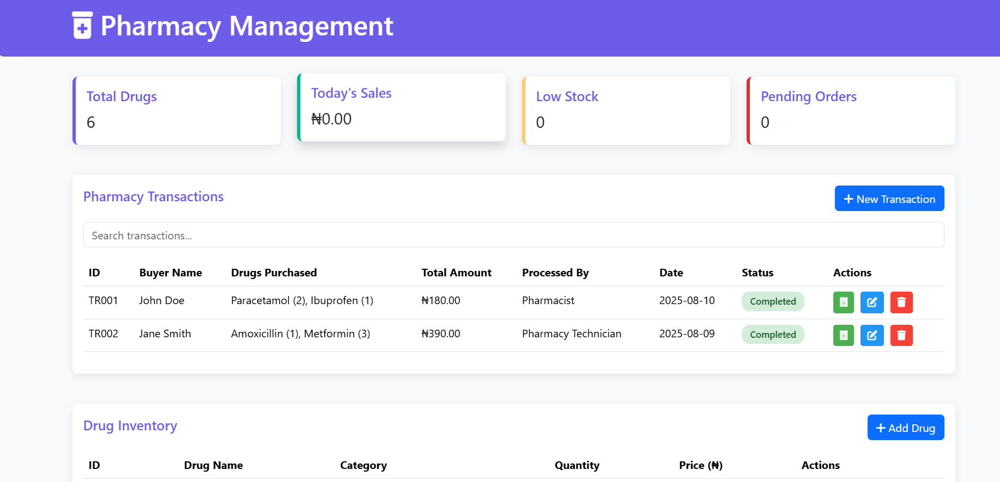 Pharmacy Management
Total Drugs
6
Today's Sales
₦0.00
Low Stock
0
Pending Orders
0
Pharmacy Transactions
+ New Transaction
Search transactions...
ID Buyer Name Drugs Purchased Total Amount Processed By Date Status Actions
TR001 John Doe Paracetamol (2), Ibuprofen (1) ₦180.00 Pharmacist 2025-08-10 Completed
TR002 Jane Smith Amoxicillin (1), Metformin (3) ₦390.00 Pharmacy Technician 2025-08-09 Completed
Drug Inventory
+ Add Drug
ID Drug Name Category Quantity Price (₦) Actions